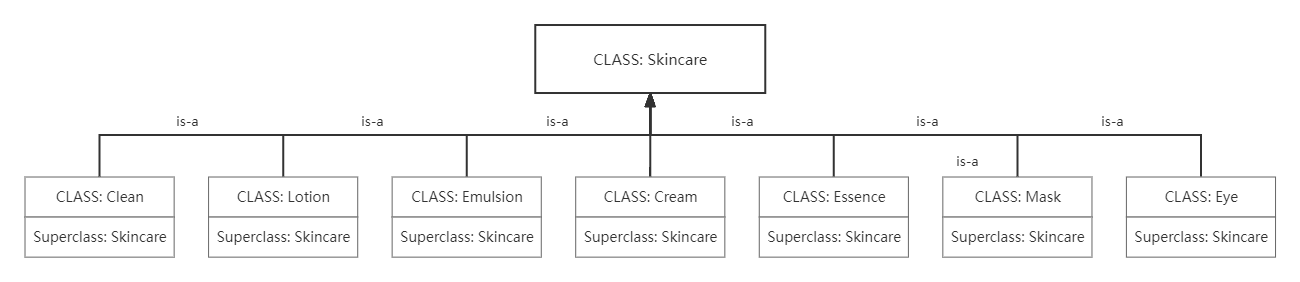 CLASS: Skincare
is-a is-a is-a is-a is-a is-a
is-a
CLASS: Clean CLASS: Lotion CLASS: Emulsion CLASS: Cream CLASS: Essence CLASS: Mask CLASS: Eye
Superclass: Skincare Superclass: Skincare Superclass: Skincare Superclass: Skincare Superclass: Skincare Superclass: Skincare Superclass: Skincare